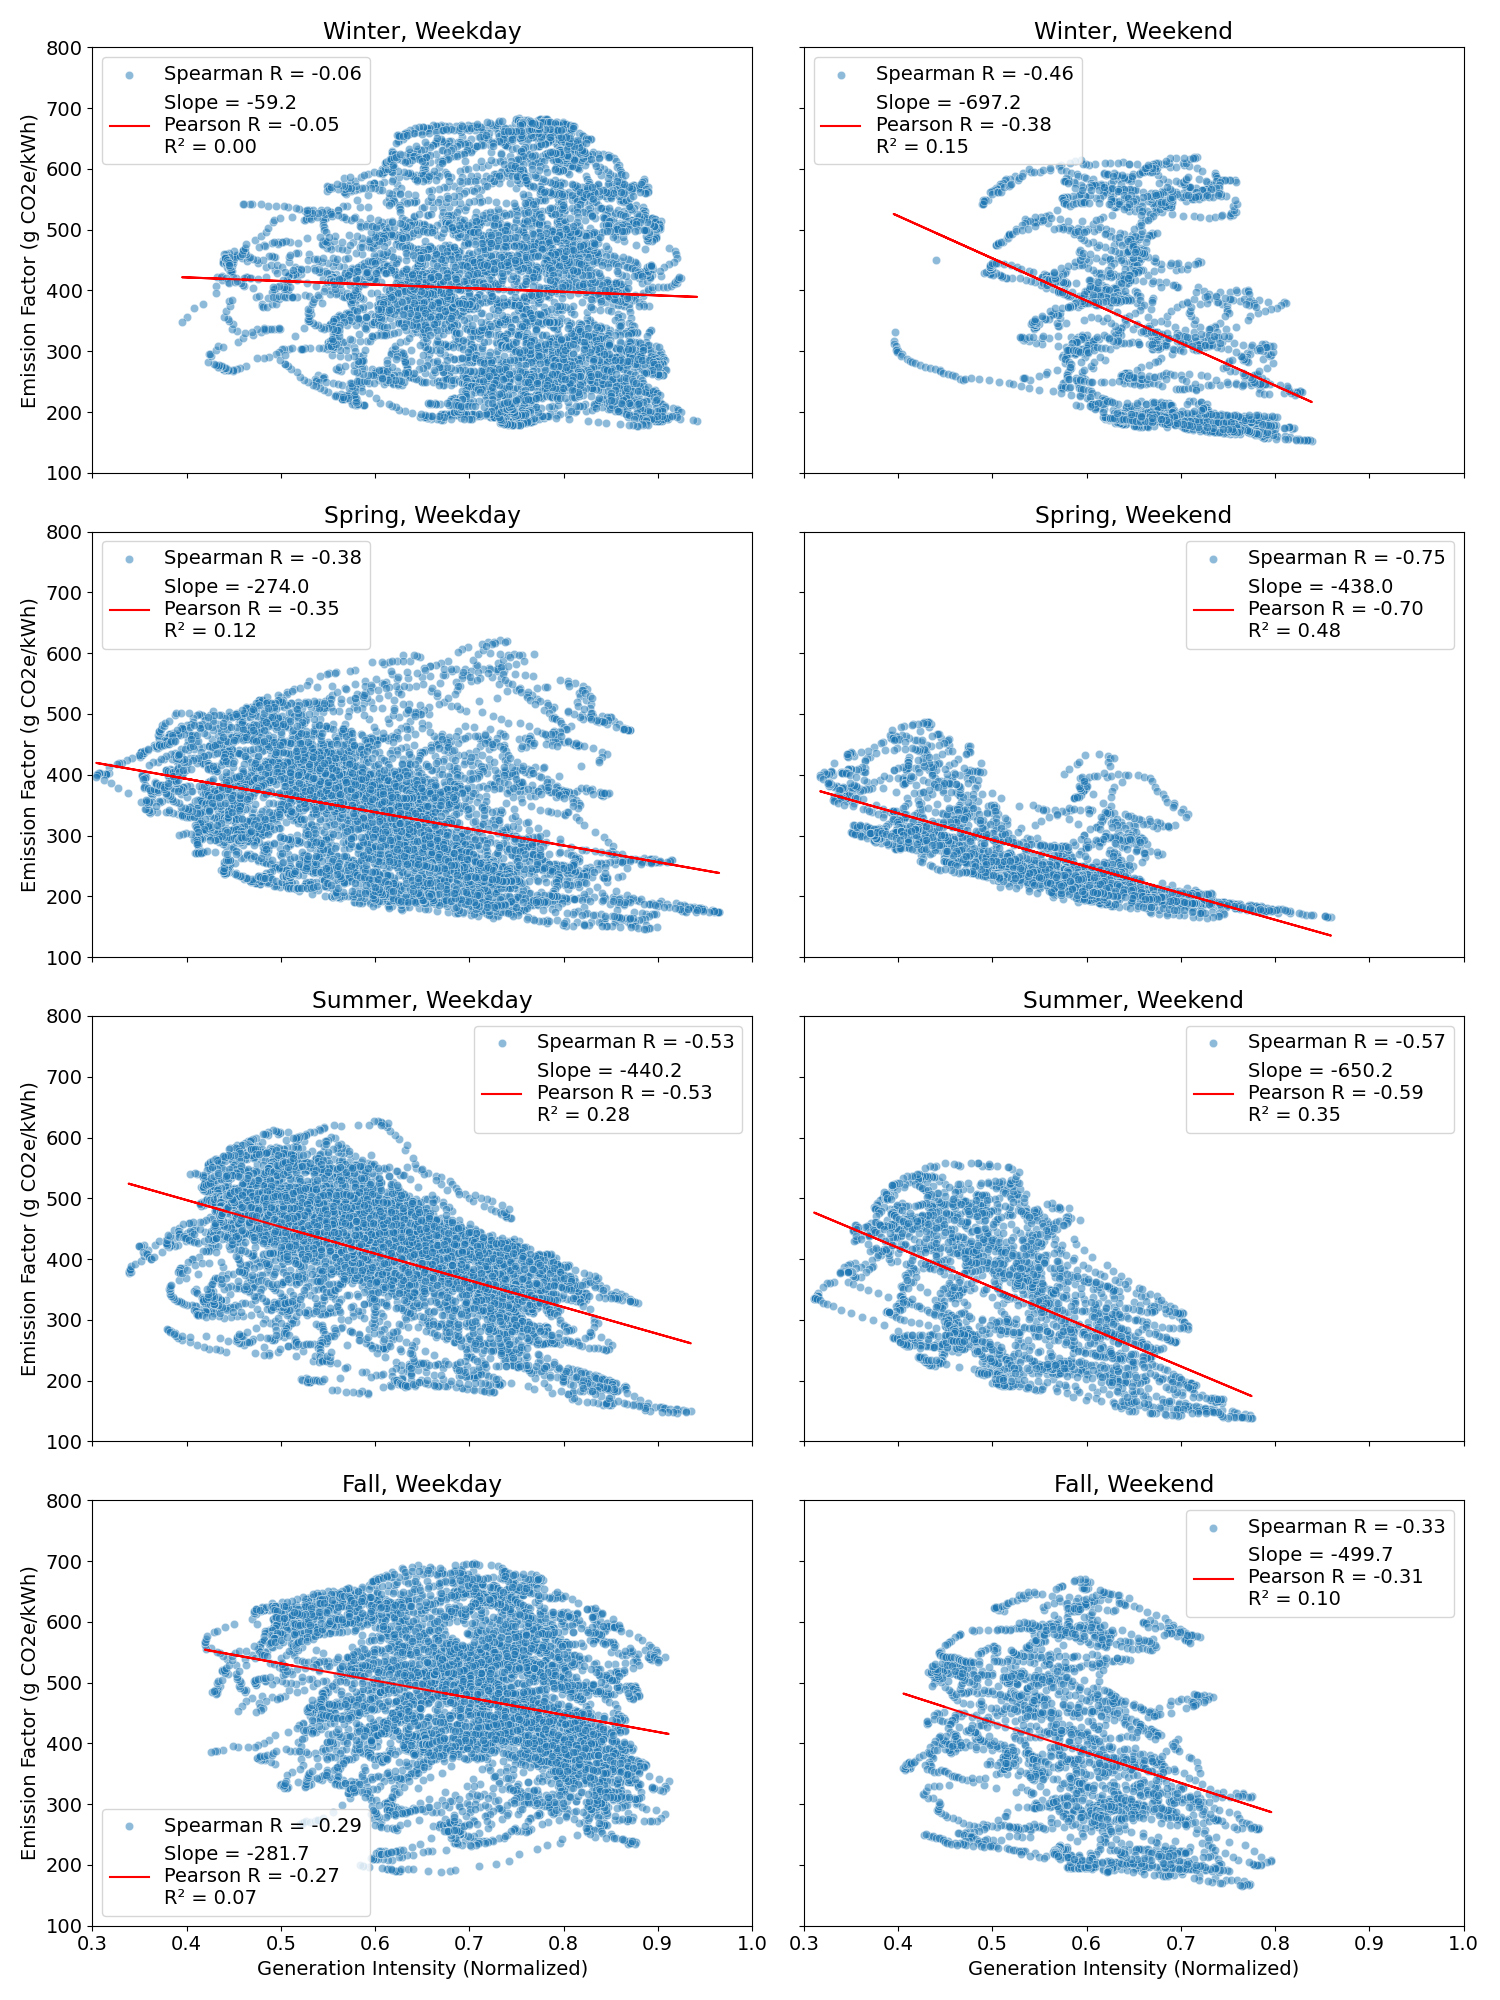 Winter, Weekday
800
700
600
500
400
300
200
100
Emission Factor (g CO2e/kWh)
Spearman R = -0.06
Slope = -59.2
Pearson R = -0.05
R² = 0.00
Winter, Weekend
Spearman R = -0.46
Slope = -697.2
Pearson R = -0.38
R² = 0.15
Spring, Weekday
800
700
600
500
400
300
200
100
Emission Factor (g CO2e/kWh)
Spearman R = -0.38
Slope = -274.0
Pearson R = -0.35
R² = 0.12
Spring, Weekend
Spearman R = -0.75
Slope = -438.0
Pearson R = -0.70
R² = 0.48
Summer, Weekday
800
700
600
500
400
300
200
100
Emission Factor (g CO2e/kWh)
Spearman R = -0.53
Slope = -440.2
Pearson R = -0.53
R² = 0.28
Summer, Weekend
Spearman R = -0.57
Slope = -650.2
Pearson R = -0.59
R² = 0.35
Fall, Weekday
800
700
600
500
400
300
200
100
Emission Factor (g CO2e/kWh)
Spearman R = -0.29
Slope = -281.7
Pearson R = -0.27
R² = 0.07
0.3 0.4 0.5 0.6 0.7 0.8 0.9 1.0
Generation Intensity (Normalized)
Fall, Weekend
Spearman R = -0.33
Slope = -499.7
Pearson R = -0.31
R² = 0.10
0.3 0.4 0.5 0.6 0.7 0.8 0.9 1.0
Generation Intensity (Normalized)